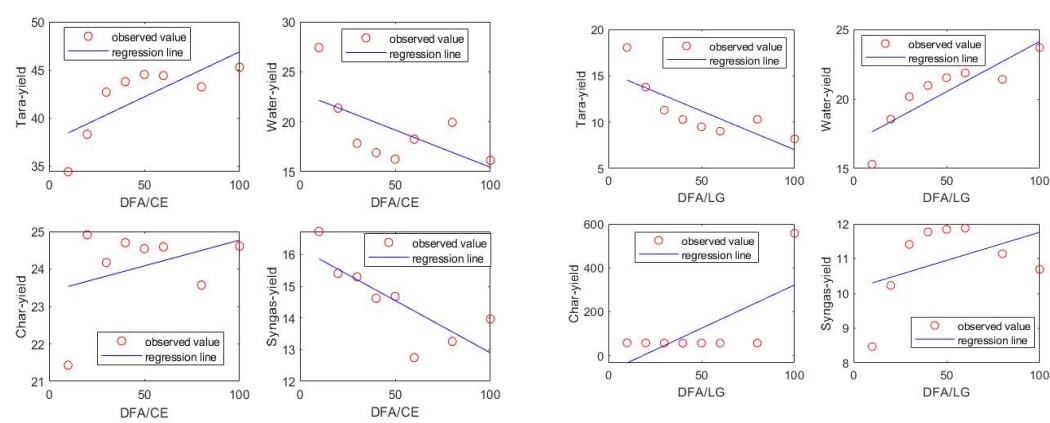 50
45
40
35
0
50
100
Tara-yield
DFA/CE
observed value
regression line
30
25
20
15
0
50
100
Water-yield
DFA/CE
observed value
regression line
20
15
10
5
0
50
100
Tara-yield
DFA/LG
observed value
regression line
25
20
15
0
50
100
Water-yield
DFA/LG
observed value
regression line
25
24
23
22
21
0
50
100
Char-yield
DFA/CE
observed value
regression line
16
15
14
13
12
0
50
100
Syngas-yield
DFA/CE
observed value
regression line
600
400
200
0
0
50
100
Char-yield
DFA/LG
observed value
regression line
12
11
10
9
8
0
50
100
Syngas-yield
DFA/LG
observed value
regression line